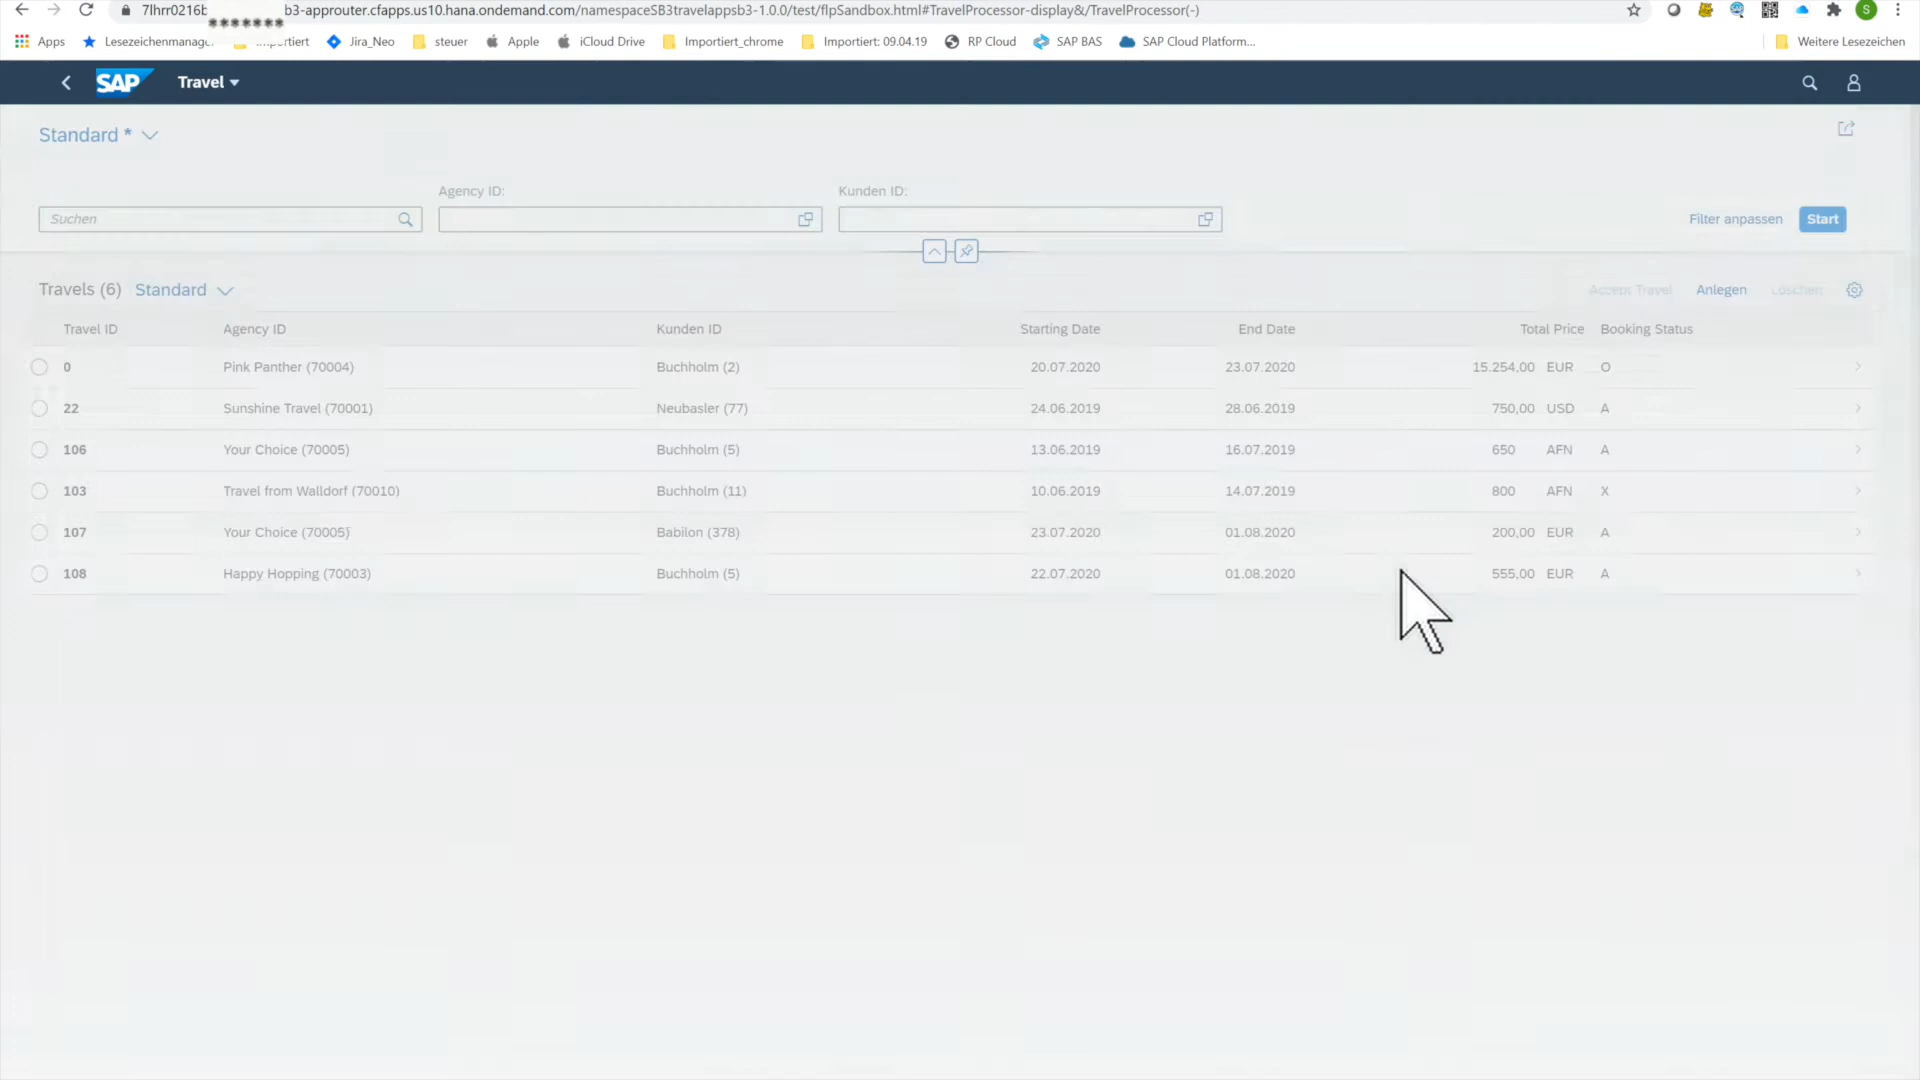 7lhrr0216b ******* b3-approuter.cfapps.us10.hana.ondemand.com/namespaceSB3travelappsb3-1.0.0/test/flpSandbox.html#TravelProcessor-display&/TravelProcessor(-) S
Apps Lesezeichenmanager Importiert Jira_Neo steuer Apple iCloud Drive Importiert_chrome Importiert: 09.04.19 RP Cloud SAP BAS SAP Cloud Platform... Weitere Lesezeichen
SAP Travel
Standard *
Agency ID: Kunden ID:
Suchen Filter anpassen Start
Travels (6) Standard Accept Travel Anlegen Löschen
Travel ID Agency ID Kunden ID Starting Date End Date Total Price Booking Status
0 Pink Panther (70004) Buchholm (2) 20.07.2020 23.07.2020 15.254,00 EUR O
22 Sunshine Travel (70001) Neubasler (77) 24.06.2019 28.06.2019 750,00 USD A
106 Your Choice (70005) Buchholm (5) 13.06.2019 16.07.2019 650 AFN A
103 Travel from Walldorf (70010) Buchholm (11) 10.06.2019 14.07.2019 800 AFN X
107 Your Choice (70005) Babilon (378) 23.07.2020 01.08.2020 200,00 EUR A
108 Happy Hopping (70003) Buchholm (5) 22.07.2020 01.08.2020 555,00 EUR A